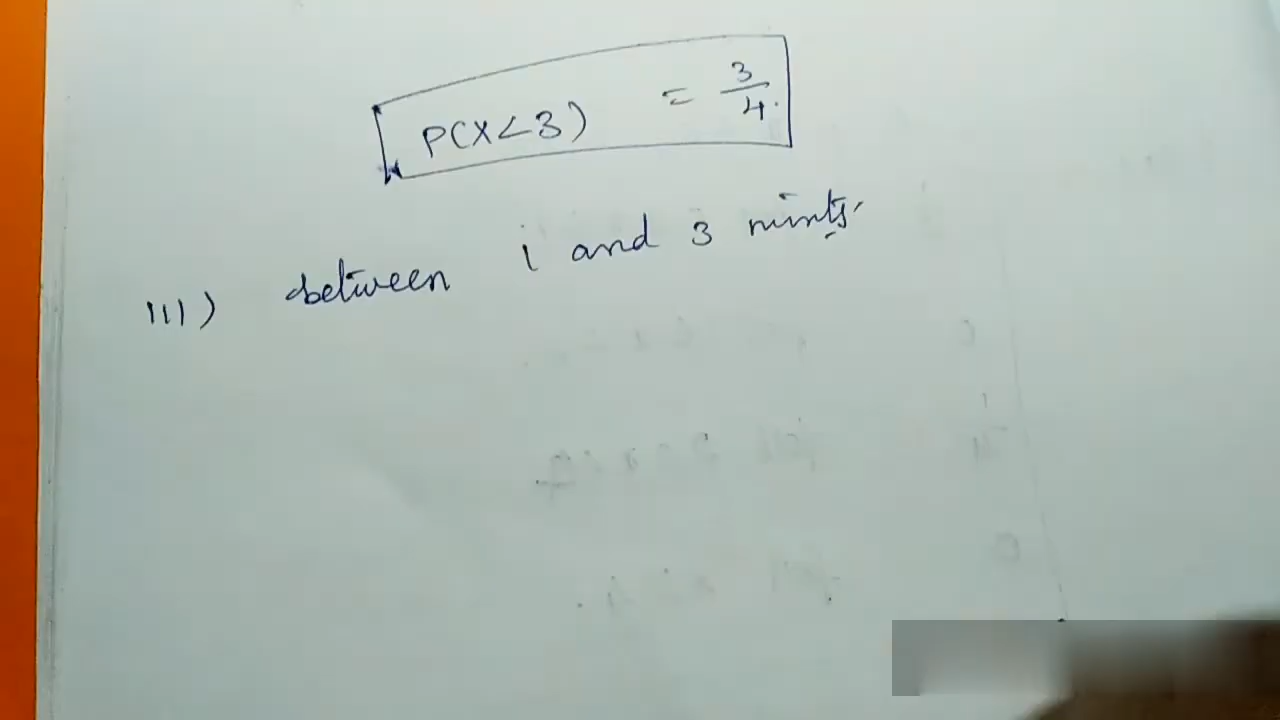 P(X<3) = 3/4.
III) between 1 and 3 mints.